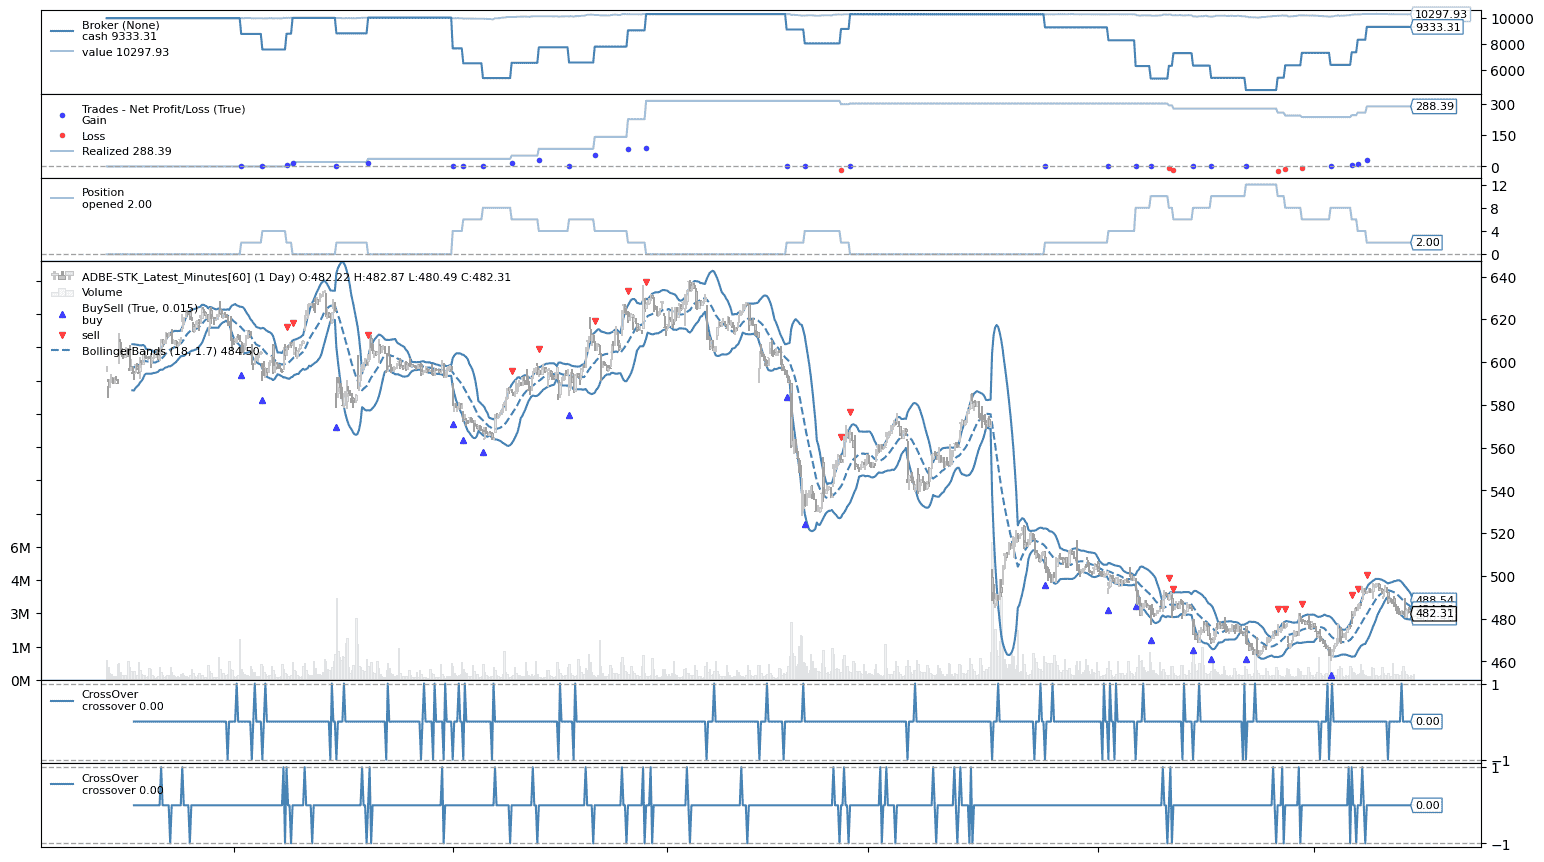 Broker (None)
cash 9333.31
value 10297.93
10297.93
9333.31
10000
8000
6000
Trades - Net Profit/Loss (True)
Gain
Loss
Realized 288.39
288.39
300
150
0
Position
opened 2.00
2.00
12
8
4
0
ADBE-STK_Latest_Minutes[60] (1 Day) O:482.22 H:482.87 L:480.49 C:482.31
Volume
BuySell (True, 0.015)
buy
sell
BollingerBands (18, 1.7) 484.50
640
620
600
580
560
540
520
500
480
460
488.54
482.31
6M
4M
3M
1M
0M
CrossOver
crossover 0.00
0.00
1
−1
CrossOver
crossover 0.00
0.00
1
−1